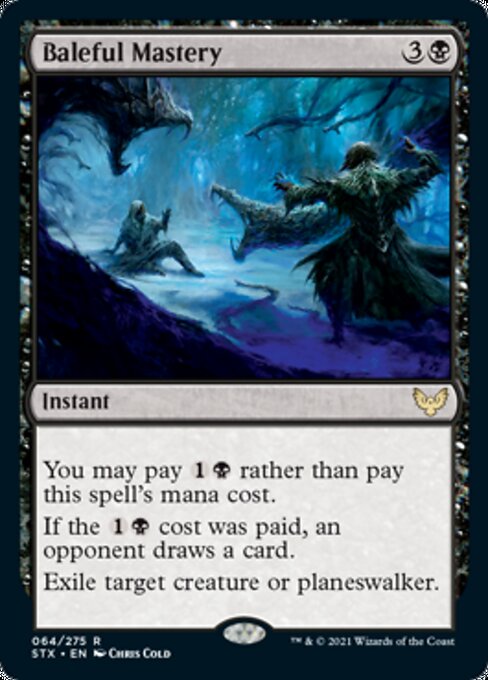 Baleful Mastery 3
Instant
You may pay 1 rather than pay
this spell's mana cost.
If the 1 cost was paid, an
opponent draws a card.
Exile target creature or planeswalker.
064/275 R
STX • EN Chris Cold
™ & © 2021 Wizards of the Coast